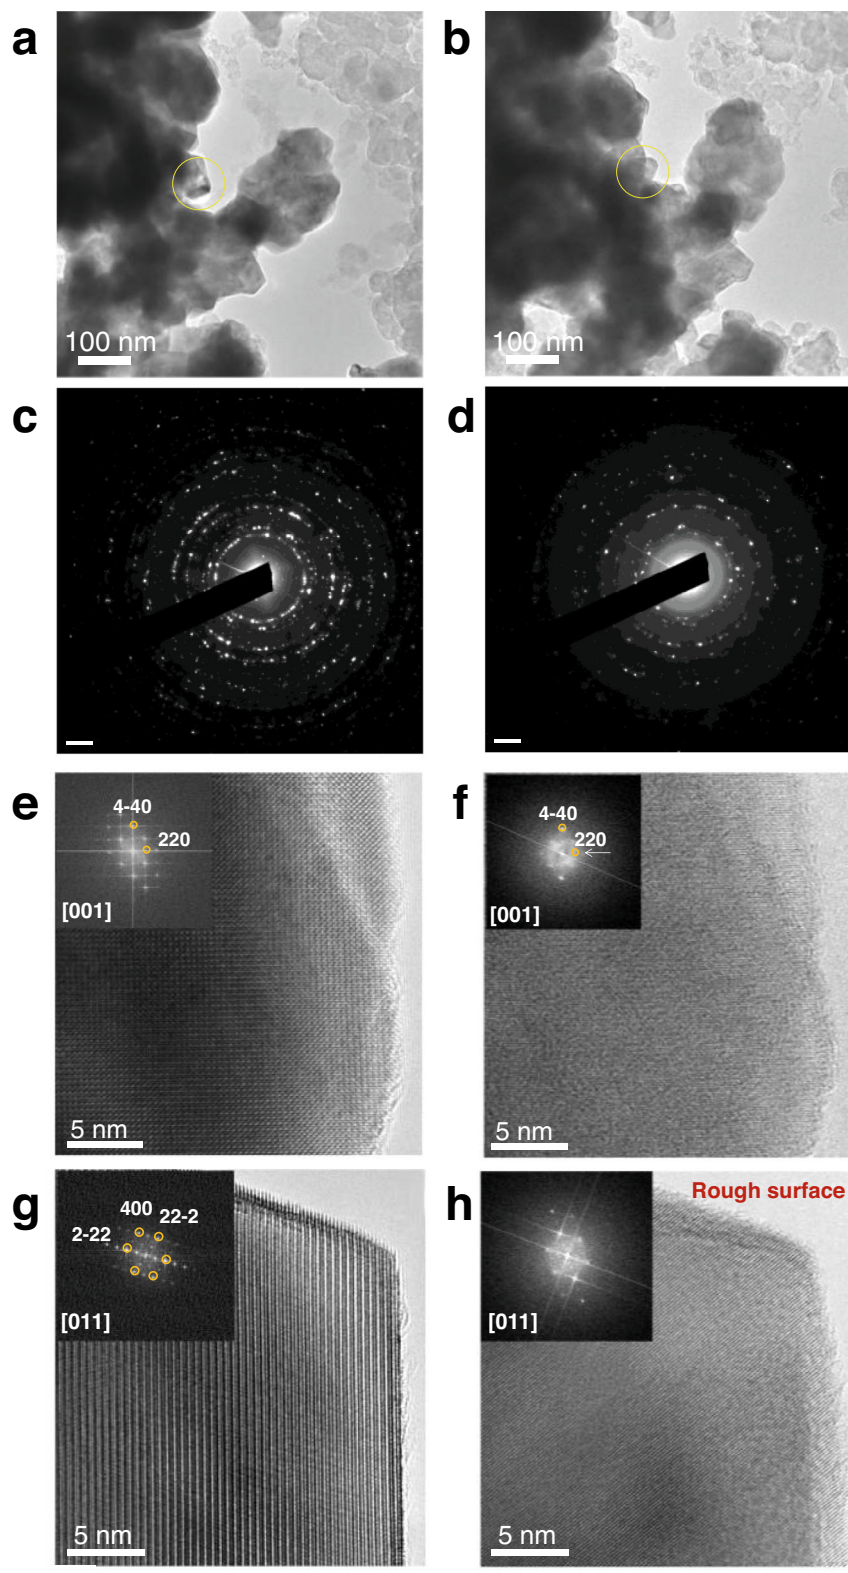 a
b
100 nm
100 nm
c
d
e
4-40
220
[001]
5 nm
f
4-40
220
[001]
5 nm
g
400
22-2
2-22
[011]
5 nm
h
Rough surface
[011]
5 nm